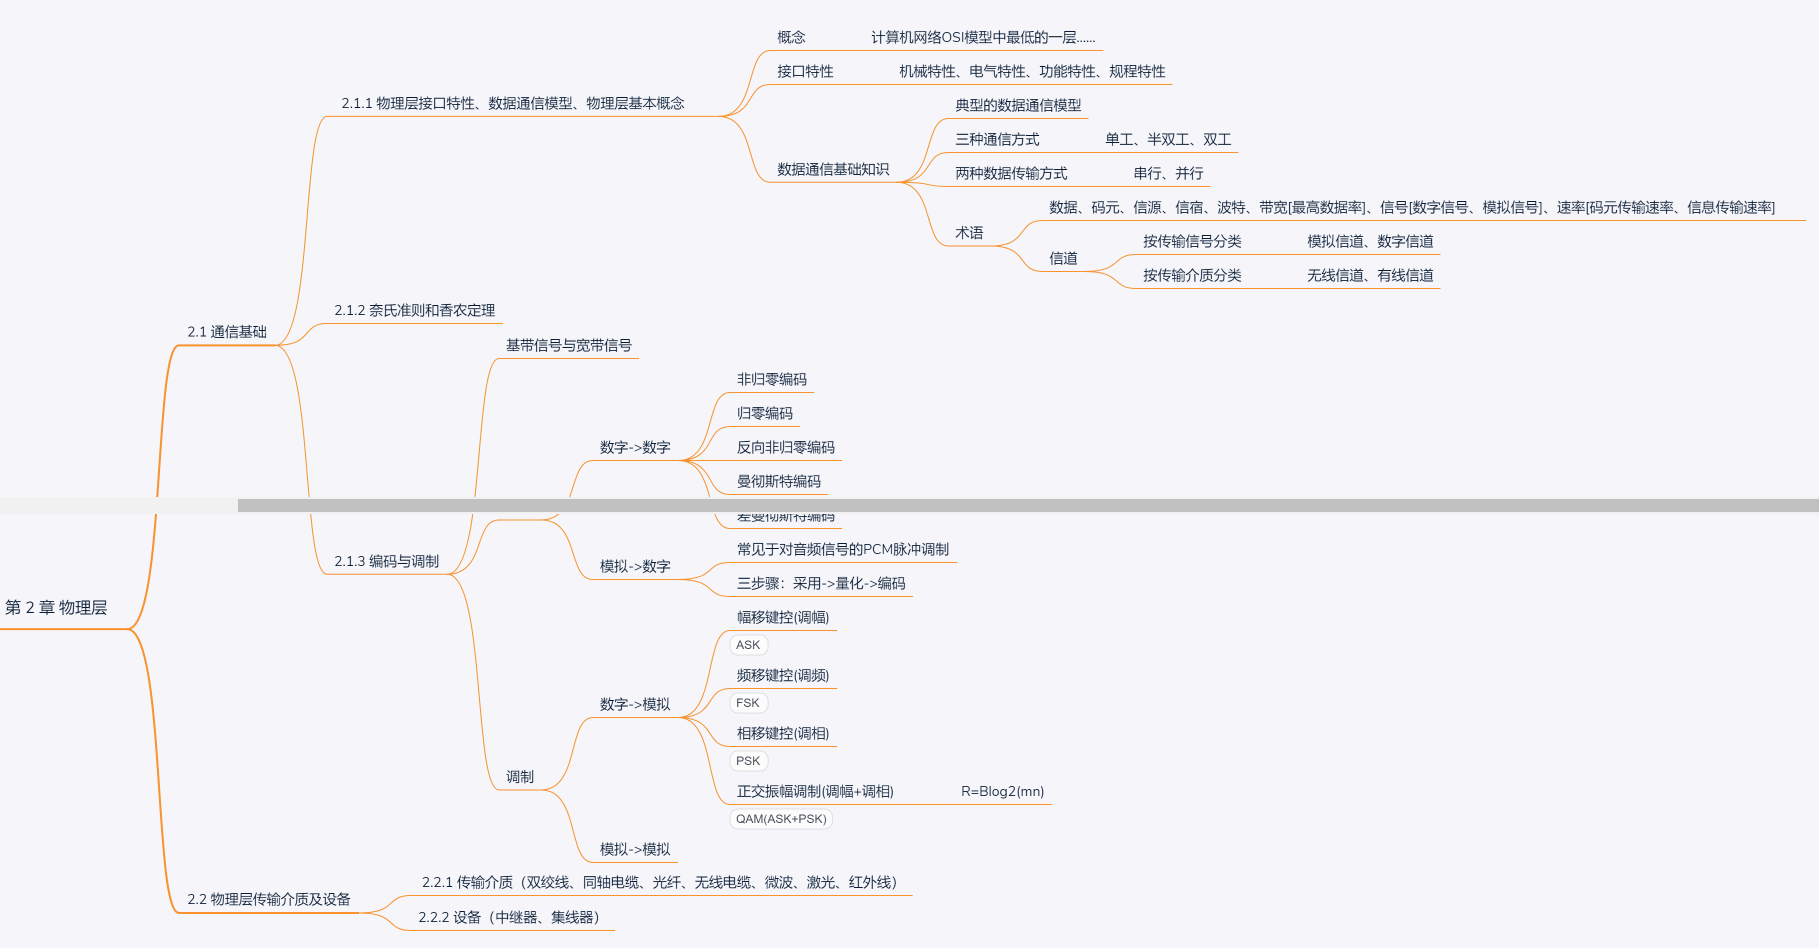 概念 计算机网络OSI模型中最低的一层......
接口特性 机械特性、电气特性、功能特性、规程特性
2.1.1 物理层接口特性、数据通信模型、物理层基本概念
典型的数据通信模型
三种通信方式 单工、半双工、双工
数据通信基础知识
两种数据传输方式 串行、并行
数据、码元、信源、信宿、波特、带宽[最高数据率]、信号[数字信号、模拟信号]、速率[码元传输速率、信息传输速率]
术语
按传输信号分类 模拟信道、数字信道
信道
按传输介质分类 无线信道、有线信道
2.1.2 奈氏准则和香农定理
2.1 通信基础
基带信号与宽带信号
非归零编码
归零编码
数字->数字
反向非归零编码
曼彻斯特编码
差曼彻斯特编码
2.1.3 编码与调制
常见于对音频信号的PCM脉冲调制
模拟->数字
三步骤：采用->量化->编码
第 2 章 物理层
幅移键控(调幅)
ASK
频移键控(调频)
FSK
数字->模拟
相移键控(调相)
PSK
调制
正交振幅调制(调幅+调相) R=Blog2(mn)
QAM(ASK+PSK)
模拟->模拟
2.2 物理层传输介质及设备
2.2.1 传输介质（双绞线、同轴电缆、光纤、无线电缆、微波、激光、红外线）
2.2.2 设备（中继器、集线器）